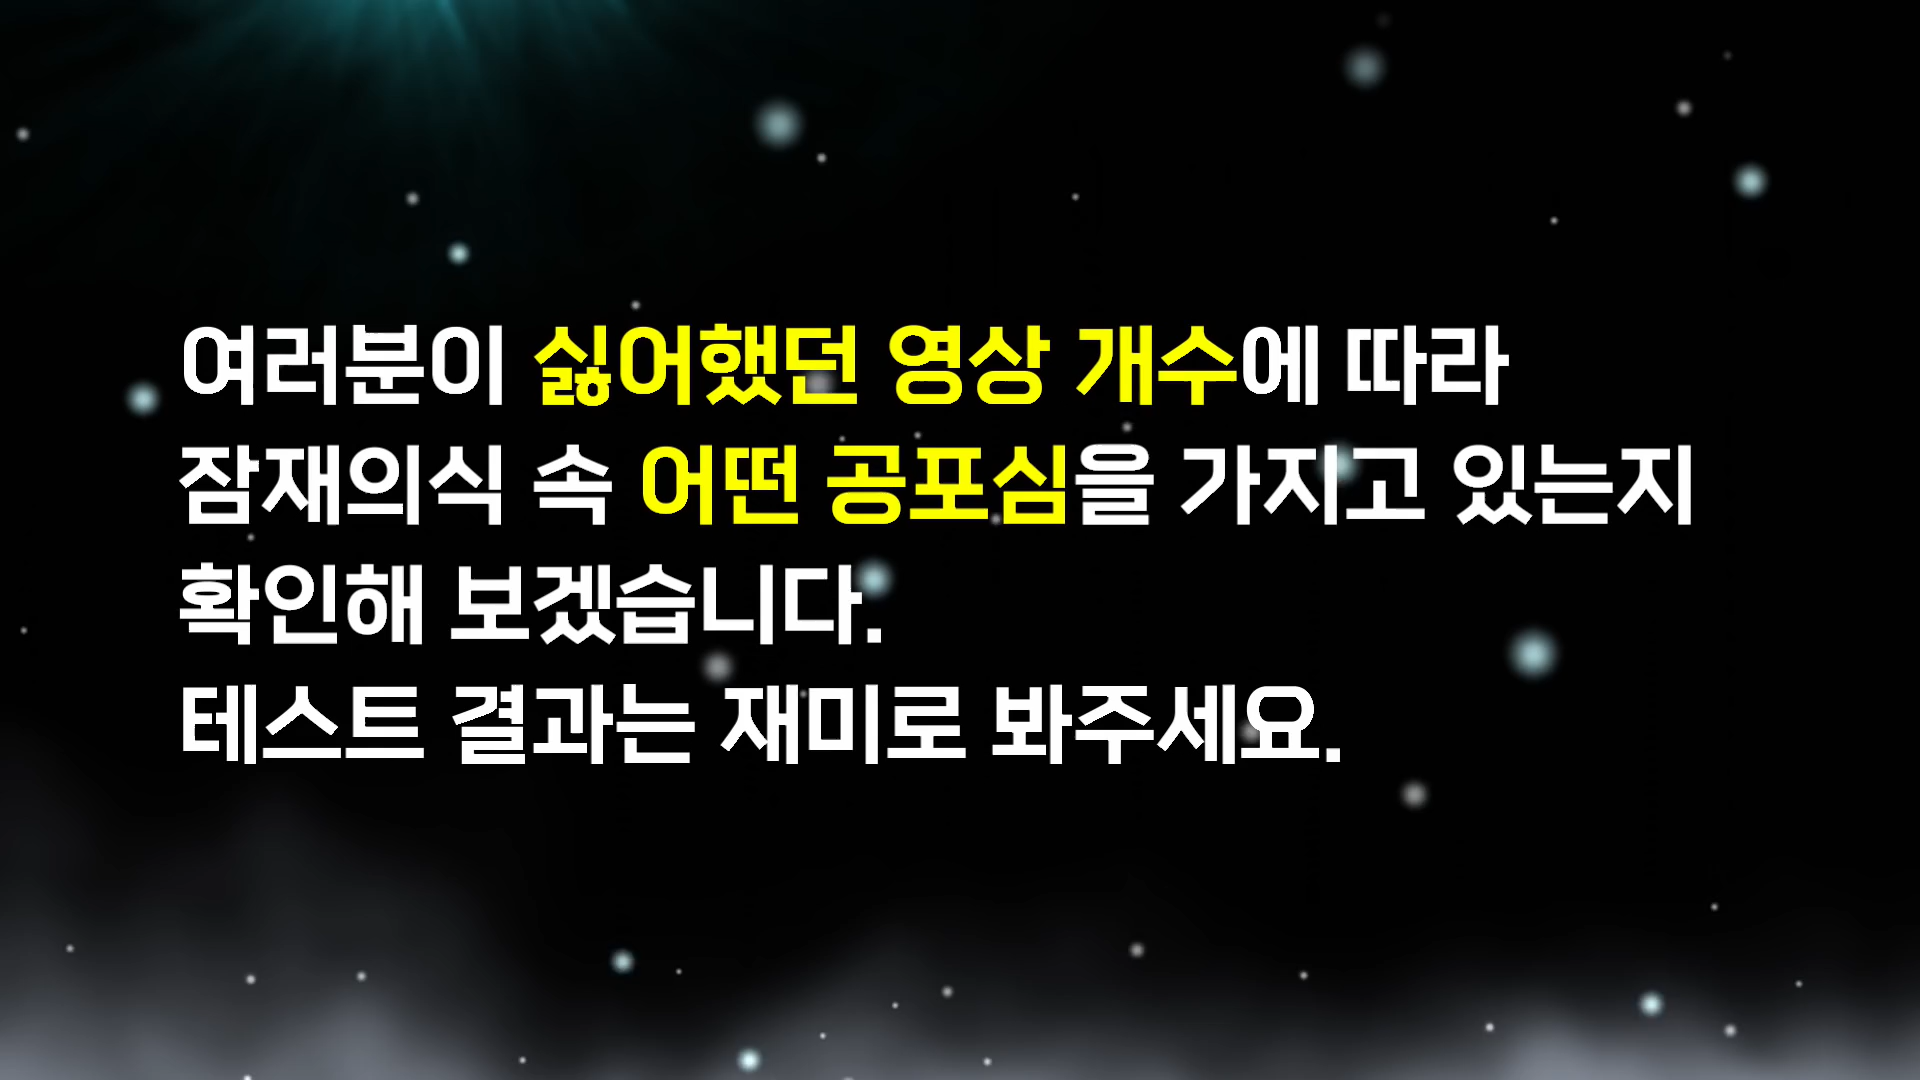 여러분이 싫어했던 영상 개수에 따라
잠재의식 속 어떤 공포심을 가지고 있는지
확인해 보겠습니다.
테스트 결과는 재미로 봐주세요.